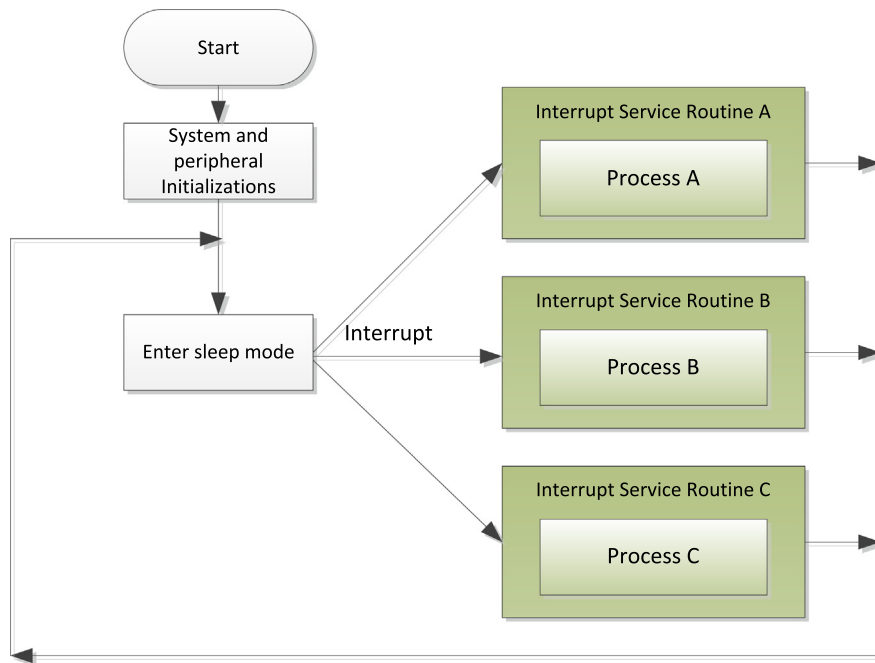 Start
System and
peripheral
Initializations
Enter sleep mode
Interrupt
Interrupt Service Routine A
Process A
Interrupt Service Routine B
Process B
Interrupt Service Routine C
Process C